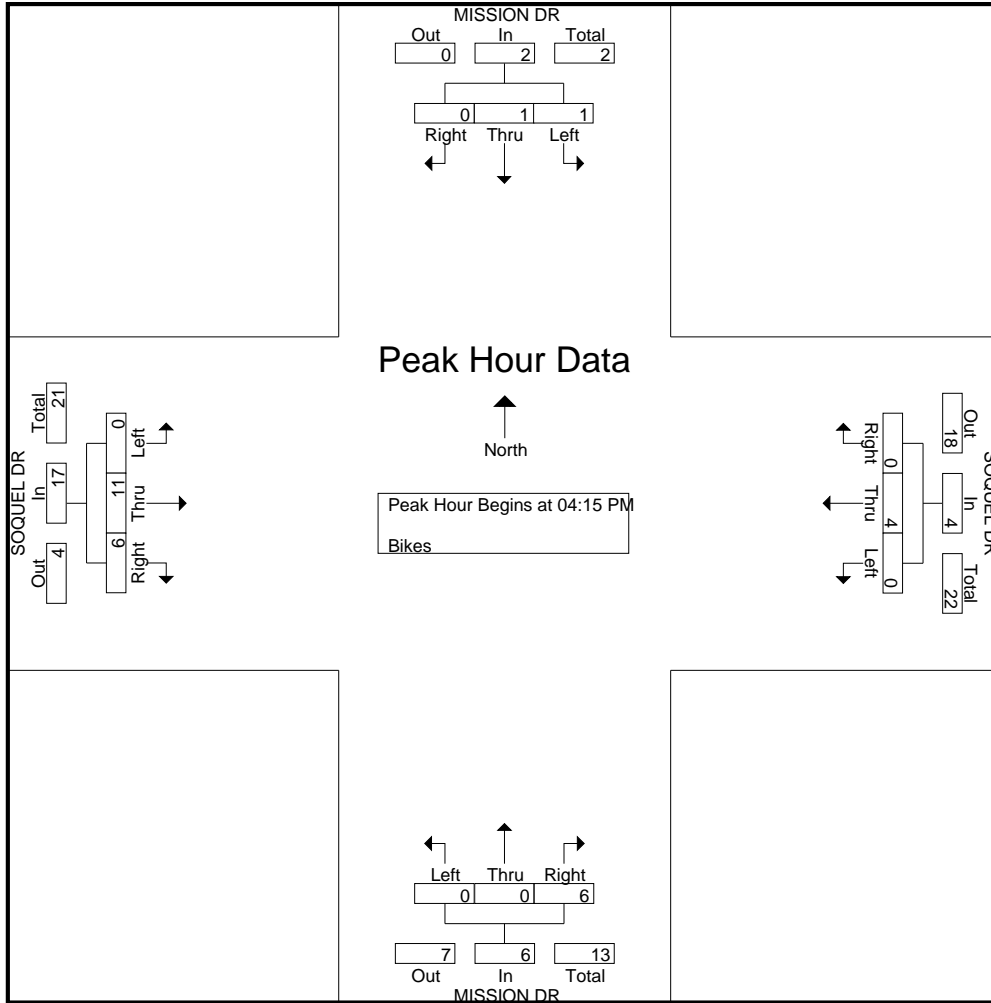 MISSION DR
Out In Total
0 2 2
0 1 1
Right Thru Left
Peak Hour Data
North
Peak Hour Begins at 04:15 PM
Bikes
SOQUEL DR
Total In Out
21 17 4
0 11 6
Left Thru Right
SOQUEL DR
Out In Total
18 4 22
0 4 0
Right Thru Left
Left Thru Right
0 0 6
7 6 13
Out In Total
MISSION DR